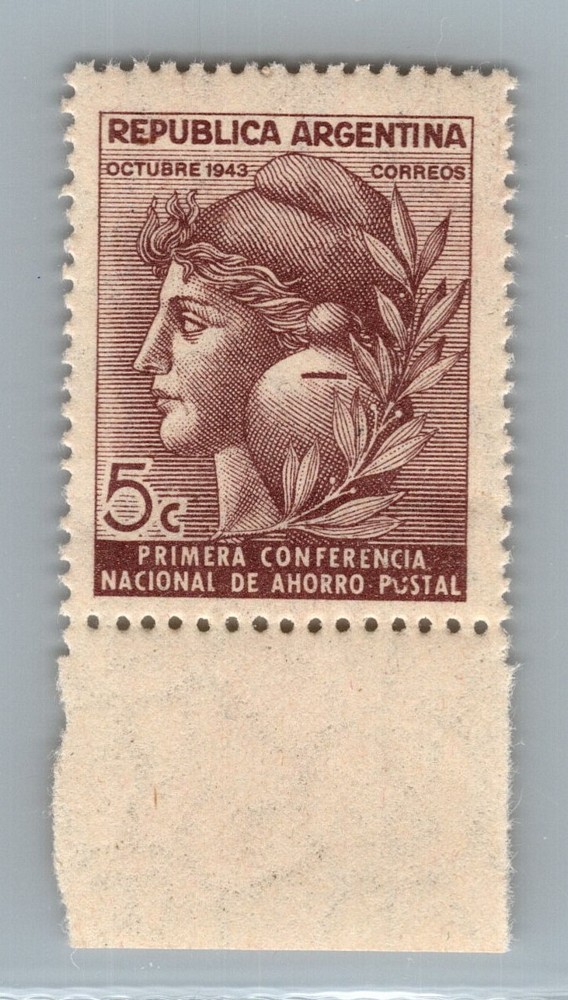 REPUBLICA ARGENTINA
OCTUBRE 1943 CORREOS
5c
PRIMERA CONFERENCIA
NACIONAL DE AHORRO POSTAL